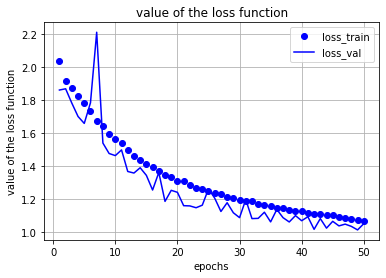 value of the loss function
loss_train
loss_val
value of the loss function
2.2
2.0
1.8
1.6
1.4
1.2
1.0
0
10
20
30
40
50
epochs